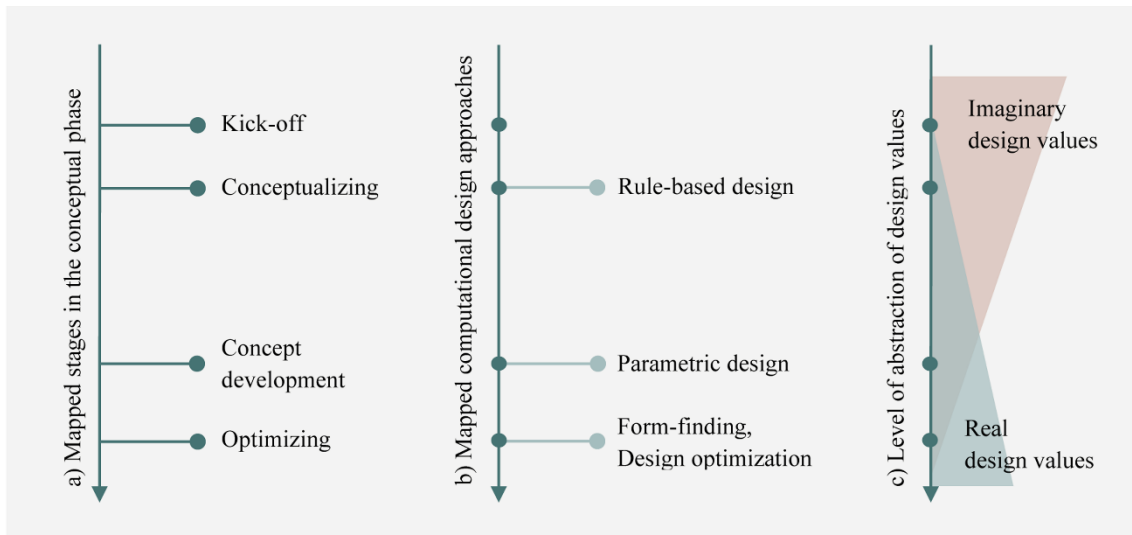 a) Mapped stages in the conceptual phase
Kick-off
Conceptualizing
Concept
development
Optimizing
b) Mapped computational design approaches
Rule-based design
Parametric design
Form-finding,
Design optimization
c) Level of abstraction of design values
Imaginary
design values
Real
design values